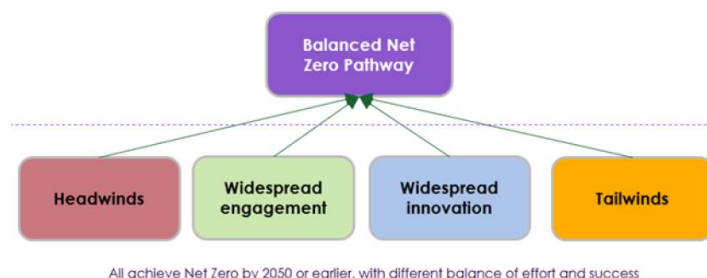 Balanced Net
Zero Pathway
Headwinds
Widespread
engagement
Widespread
innovation
Tailwinds
All achieve Net Zero by 2050 or earlier, with different balance of effort and success